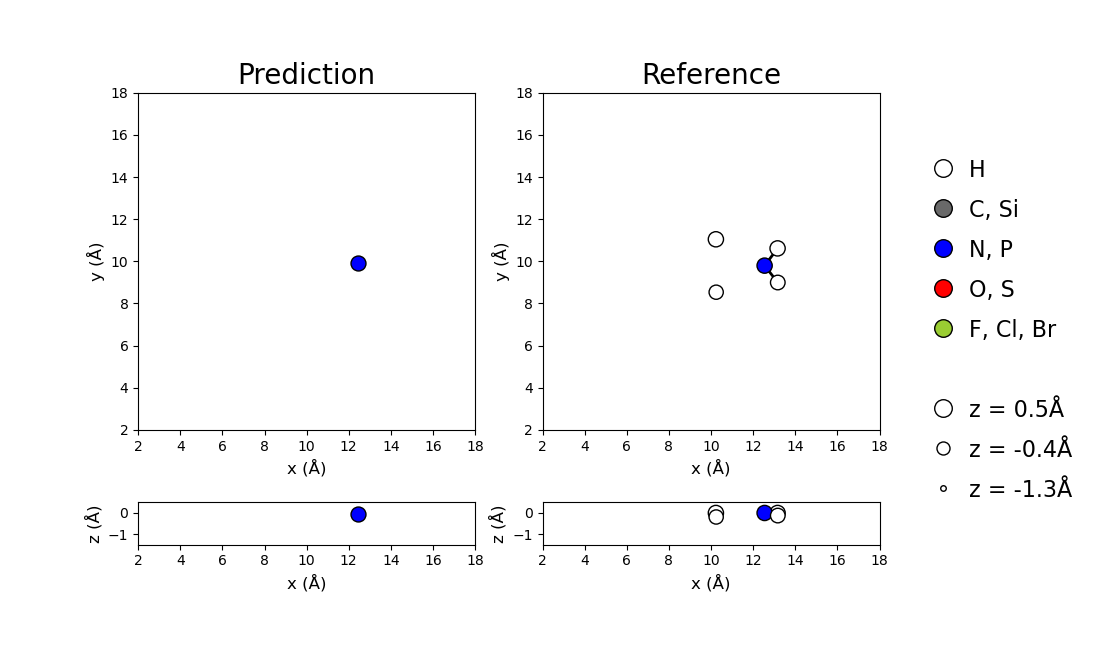 Prediction
Reference
18
16
14
12
10
8
6
4
2
y (Å)
2 4 6 8 10 12 14 16 18
x (Å)
18
16
14
12
10
8
6
4
2
y (Å)
2 4 6 8 10 12 14 16 18
x (Å)
0
−1
z (Å)
2 4 6 8 10 12 14 16 18
x (Å)
0
−1
z (Å)
2 4 6 8 10 12 14 16 18
x (Å)
H
C, Si
N, P
O, S
F, Cl, Br
z = 0.5Å
z = -0.4Å
z = -1.3Å